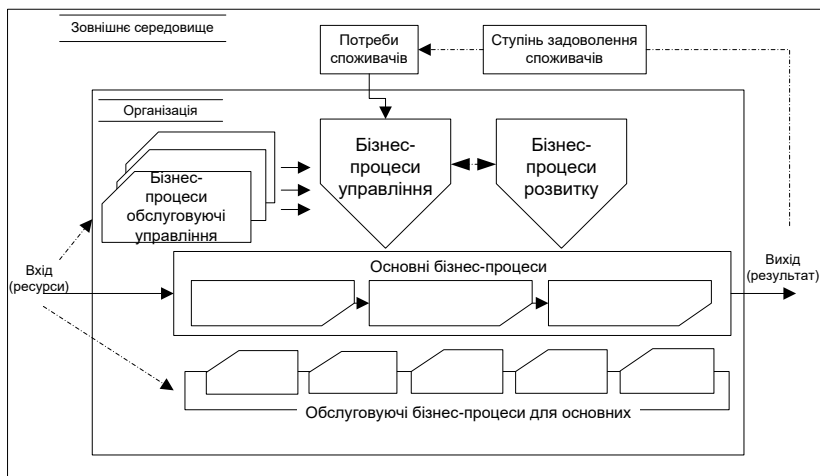 Зовнішнє середовище
Потреби
споживачів
Ступінь задоволення
споживачів
Організація
Бізнес-
процеси
обслуговуючі
управління
Бізнес-
процеси
управління
Бізнес-
процеси
розвитку
Вхід
(ресурси)
Основні бізнес-процеси
Вихід
(результат)
Обслуговуючі бізнес-процеси для основних